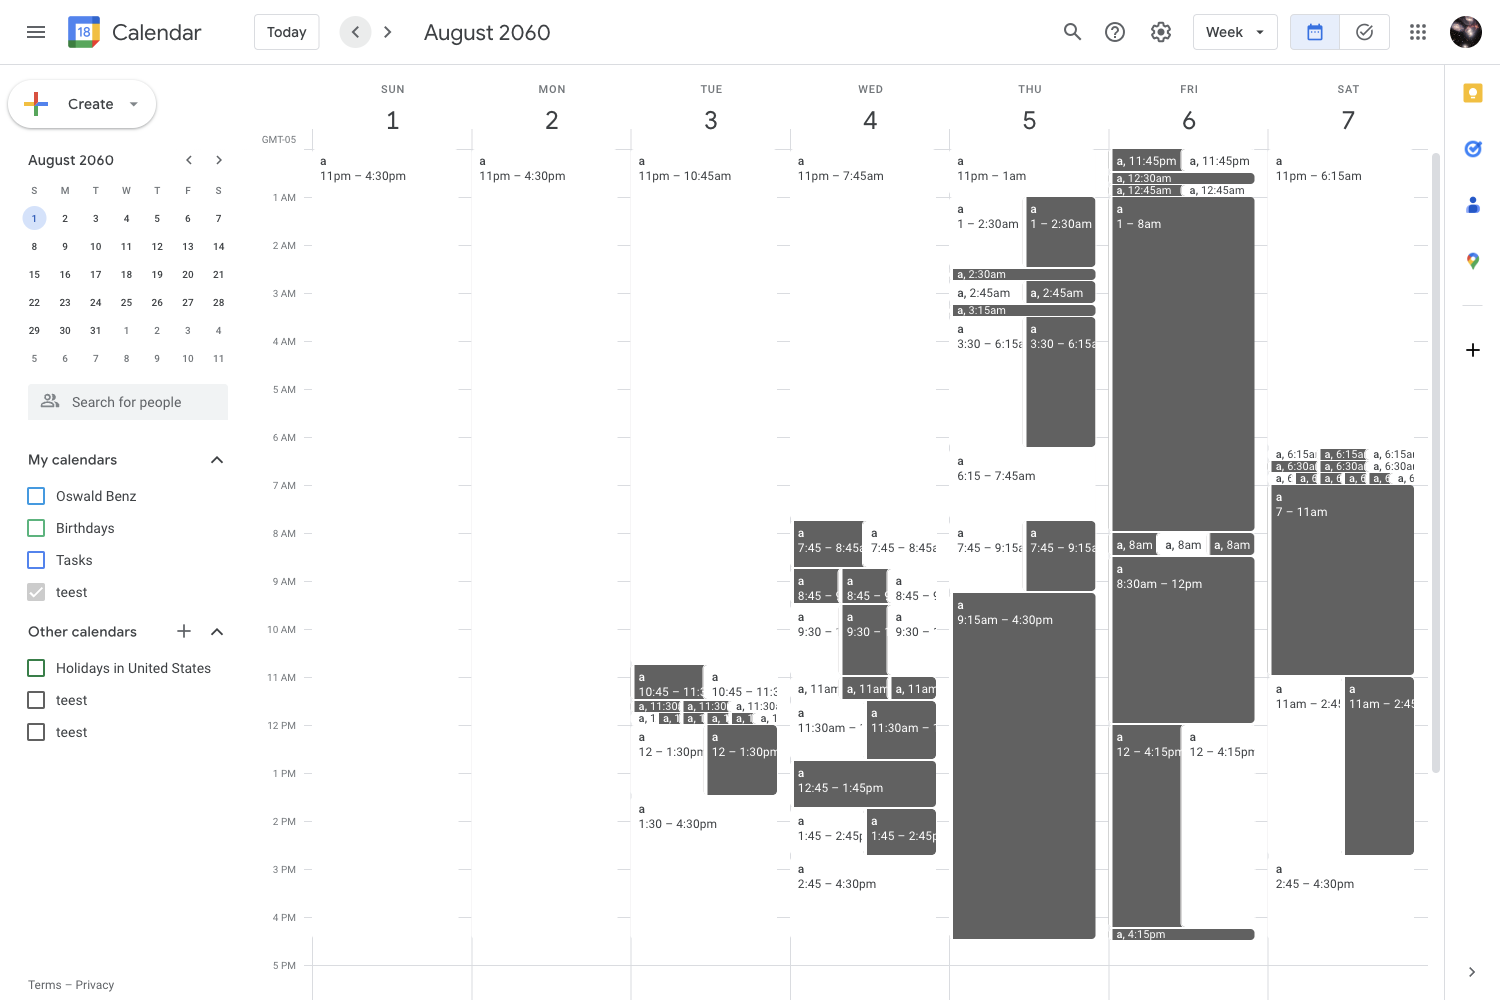 18 Calendar
Today
August 2060
Week
Create
August 2060
S M T W T F S
1 2 3 4 5 6 7
8 9 10 11 12 13 14
15 16 17 18 19 20 21
22 23 24 25 26 27 28
29 30 31 1 2 3 4
5 6 7 8 9 10 11
Search for people
My calendars
Oswald Benz
Birthdays
Tasks
teest
Other calendars
Holidays in United States
teest
teest
Terms – Privacy
GMT-05
1 AM
2 AM
3 AM
4 AM
5 AM
6 AM
7 AM
8 AM
9 AM
10 AM
11 AM
12 PM
1 PM
2 PM
3 PM
4 PM
5 PM
SUN
1
a
11pm – 4:30pm
MON
2
a
11pm – 4:30pm
TUE
3
a
11pm – 10:45am
a
10:45 – 11:3
a
10:45 – 11:3
a, 11:30
a, 11:30
a, 11:30
a, 1
a, 1
a, 1
a, 1
a, 1
a, 1
a
12 – 1:30pm
a
12 – 1:30pm
a
1:30 – 4:30pm
WED
4
a
11pm – 7:45am
a
7:45 – 8:45a
a
7:45 – 8:45a
a
8:45 – 9
a
8:45 – 9
a
8:45 – 9
a
9:30 –
a
9:30 –
a
9:30 –
a, 11am
a, 11am
a, 11am
a
11:30am –
a
11:30am –
a
12:45 – 1:45pm
a
1:45 – 2:45p
a
1:45 – 2:45p
a
2:45 – 4:30pm
THU
5
a
11pm – 1am
a
1 – 2:30am
a
1 – 2:30am
a, 2:30am
a, 2:45am
a, 2:45am
a, 3:15am
a
3:30 – 6:15a
a
3:30 – 6:15a
a
6:15 – 7:45am
a
7:45 – 9:15a
a
7:45 – 9:15a
a
9:15am – 4:30pm
FRI
6
a, 11:45pm
a, 11:45pm
a, 12:30am
a, 12:45am
a, 12:45am
a
1 – 8am
a, 8am
a, 8am
a, 8am
a
8:30am – 12pm
a
12 – 4:15pm
a
12 – 4:15pm
a, 4:15pm
SAT
7
a
11pm – 6:15am
a, 6:15a
a, 6:15a
a, 6:15a
a, 6:30a
a, 6:30a
a, 6:30a
a, 6
a, 6
a, 6
a, 6
a, 6
a, 6
a
7 – 11am
a
11am – 2:45
a
11am – 2:45
a
2:45 – 4:30pm